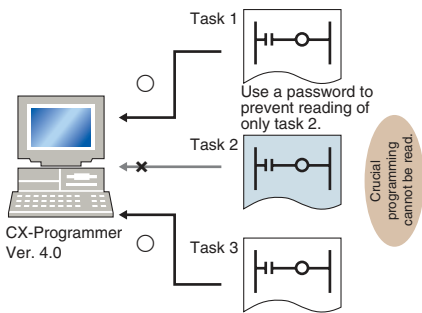 Task 1
Use a password to
prevent reading of
only task 2.
Task 2
Crucial
programming
cannot be read.
CX-Programmer
Ver. 4.0
Task 3